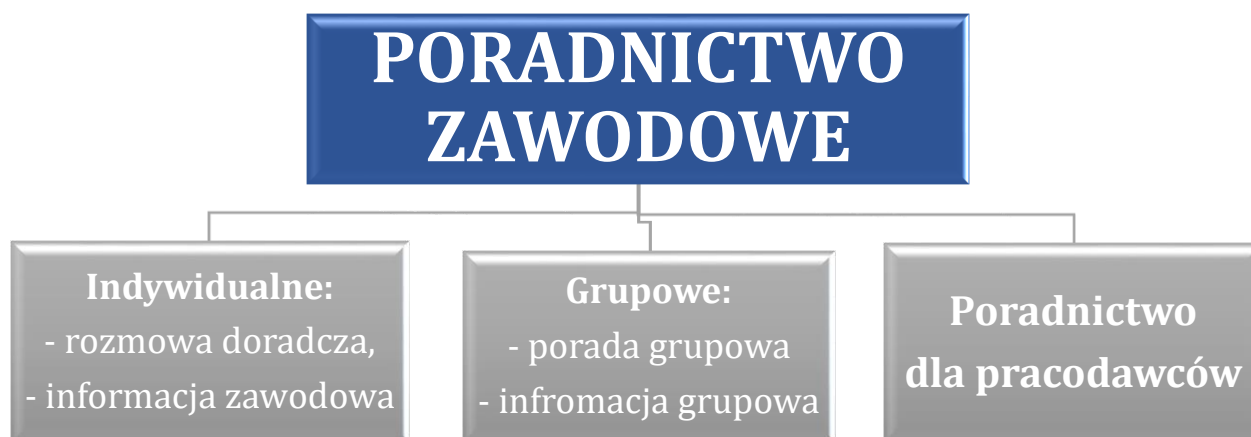 PORADNICTWO
ZAWODOWE
Indywidualne:
- rozmowa doradcza,
- informacja zawodowa
Grupowe:
- porada grupowa
- infromacja grupowa
Poradnictwo
dla pracodawców